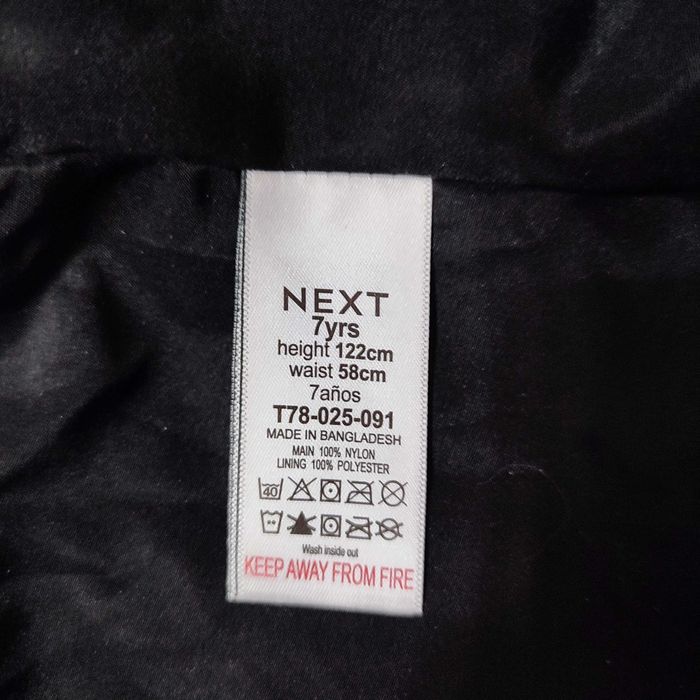 NEXT
7yrs
height 122cm
waist 58cm
7años
T78-025-091
MADE IN BANGLADESH
MAIN 100% NYLON
LINING 100% POLYESTER
40
Wash inside out
KEEP AWAY FROM FIRE